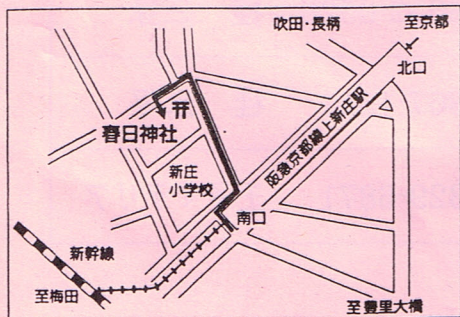 吹田・長柄
至京都
北口
阪急京都線上新庄駅
春日神社
新庄
小学校
南口
新幹線
至梅田
至豊里大橋